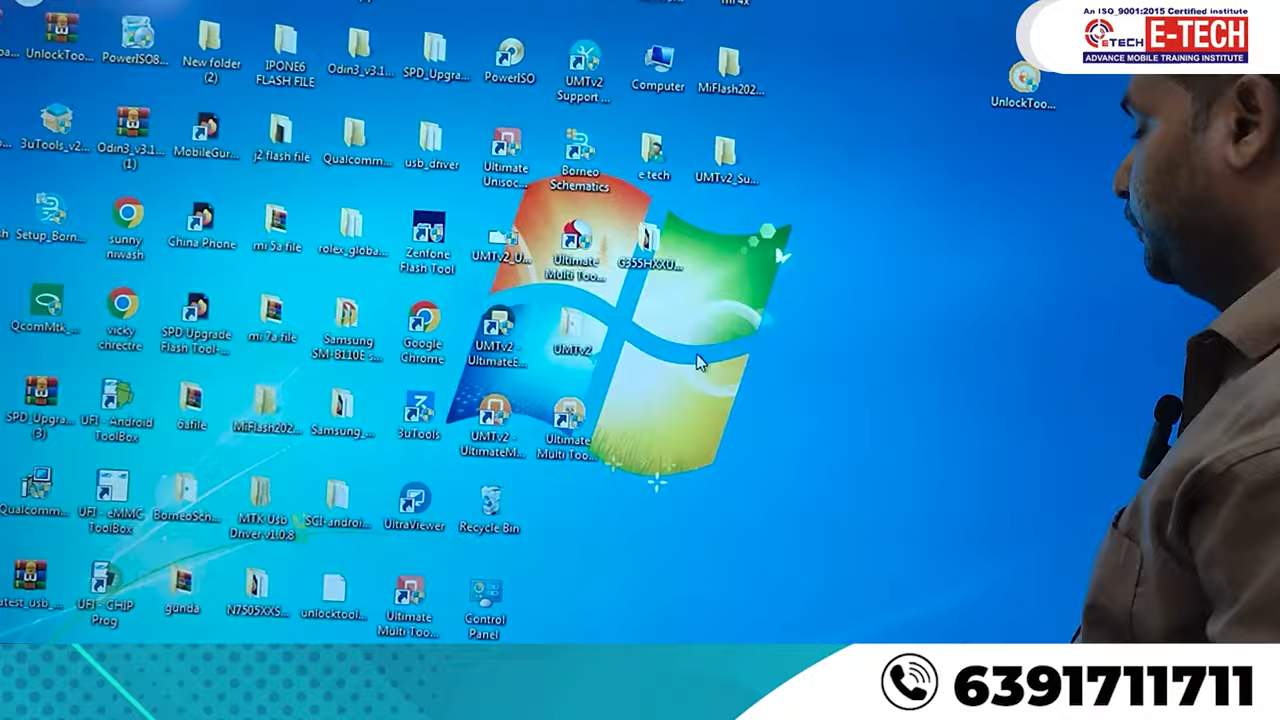 An ISO_9001:2015 Certified institute
ETECH E-TECH
ADVANCE MOBILE TRAINING INSTITUTE
mi 4x
UnlockToo...
PowerISO8...
New folder
(2)
IPONE6
FLASH FILE
Odin3_v3.1...
SPD_Upgra...
PowerISO
UMTv2
Support ...
Computer
MiFlash202...
UnlockToo...
3uTools_v2...
Odin3_v3.1...
(1)
MobileGur...
j2 flash file
Qualcomm...
usb_driver
Ultimate
Unisoc...
Borneo
Schematics
e tech
UMTv2_Su...
Setup_Born...
sunny
niwash
China Phone
mi 5a file
rolex_globa...
Zenfone
Flash Tool
UMTv2_U...
Ultimate
Multi Too...
G355HXXU...
QcomMtk_...
vicky
chrectre
SPD Upgrade
Flash Tool-...
mi 7a file
Samsung
SM-B110E s...
Google
Chrome
UMTv2 -
UltimateE...
UMTv2
SPD_Upgra...
(3)
UFI - Android
ToolBox
6afile
MiFlash202...
Samsung_...
3uTools
UMTv2 -
UltimateM...
Ultimate
Multi Too...
Qualcomm...
UFI - eMMC
ToolBox
BorneoSch...
MTK Usb
Driver v1.0.8
SCI-androi...
UltraViewer
Recycle Bin
atest_usb_...
UFI - CHIP
Prog
gunda
N7505XXS...
unlocktool...
Ultimate
Multi Too...
Control
Panel
6391711711